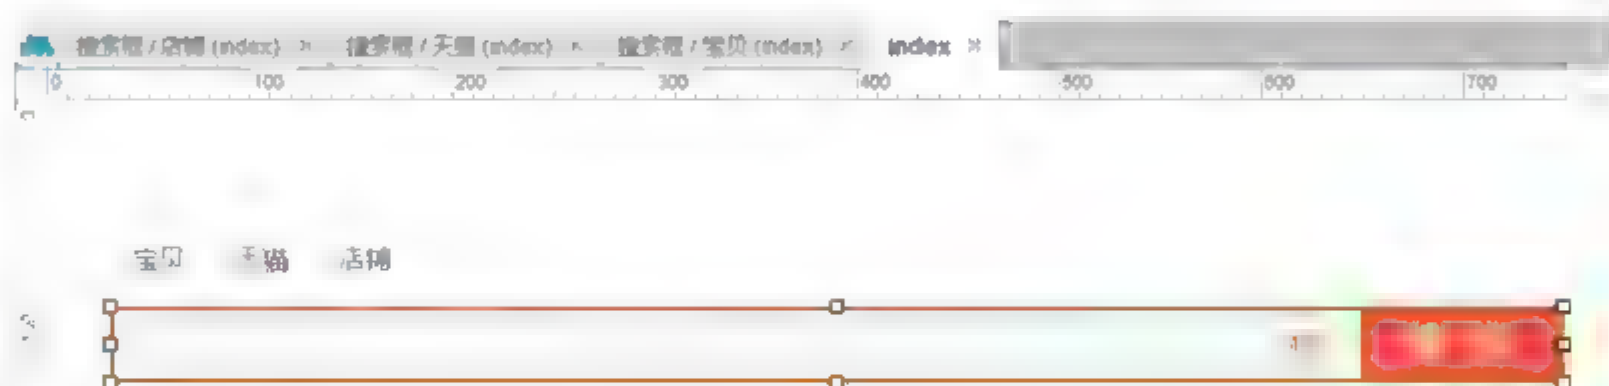 搜索框 / 店铺 (index) × 搜索框 / 天猫 (index) × 搜索框 / 宝贝 (index) × index ×
0 100 200 300 400 500 600 700
宝贝 天猫 店铺